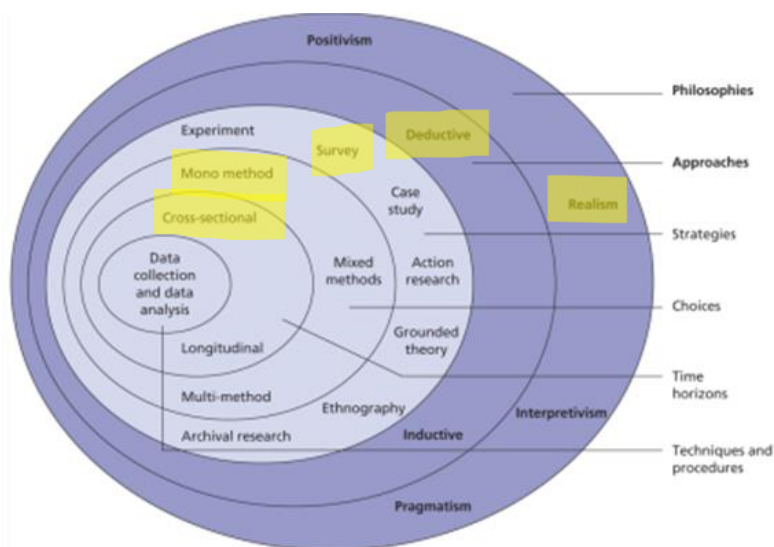 Positivism
Philosophies
Experiment
Survey
Deductive
Approaches
Mono method
Case
study
Realism
Cross-sectional
Strategies
Data
collection
and data
analysis
Mixed
methods
Action
research
Choices
Grounded
theory
Longitudinal
Time
horizons
Multi-method
Ethnography
Interpretivism
Archival research
Inductive
Techniques and
procedures
Pragmatism